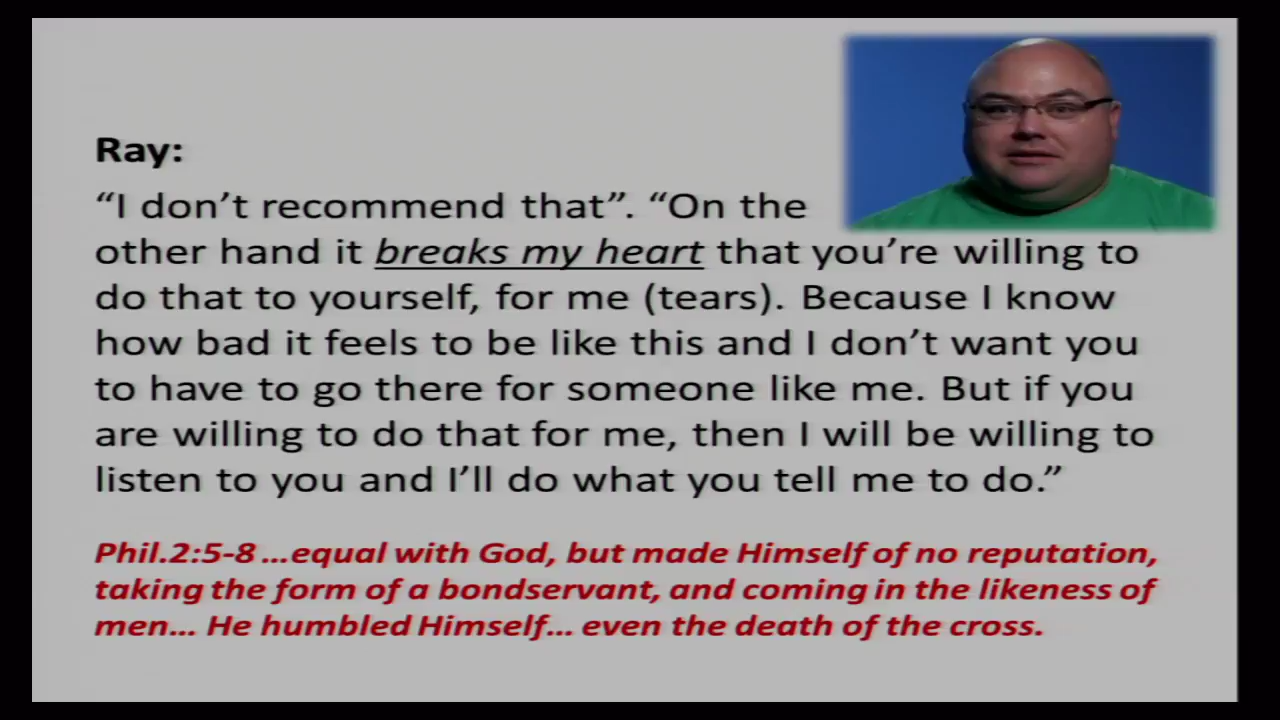 Ray:
“I don’t recommend that”. “On the
other hand it breaks my heart that you’re willing to
do that to yourself, for me (tears). Because I know
how bad it feels to be like this and I don’t want you
to have to go there for someone like me. But if you
are willing to do that for me, then I will be willing to
listen to you and I’ll do what you tell me to do.”
Phil.2:5-8 …equal with God, but made Himself of no reputation,
taking the form of a bondservant, and coming in the likeness of
men… He humbled Himself… even the death of the cross.